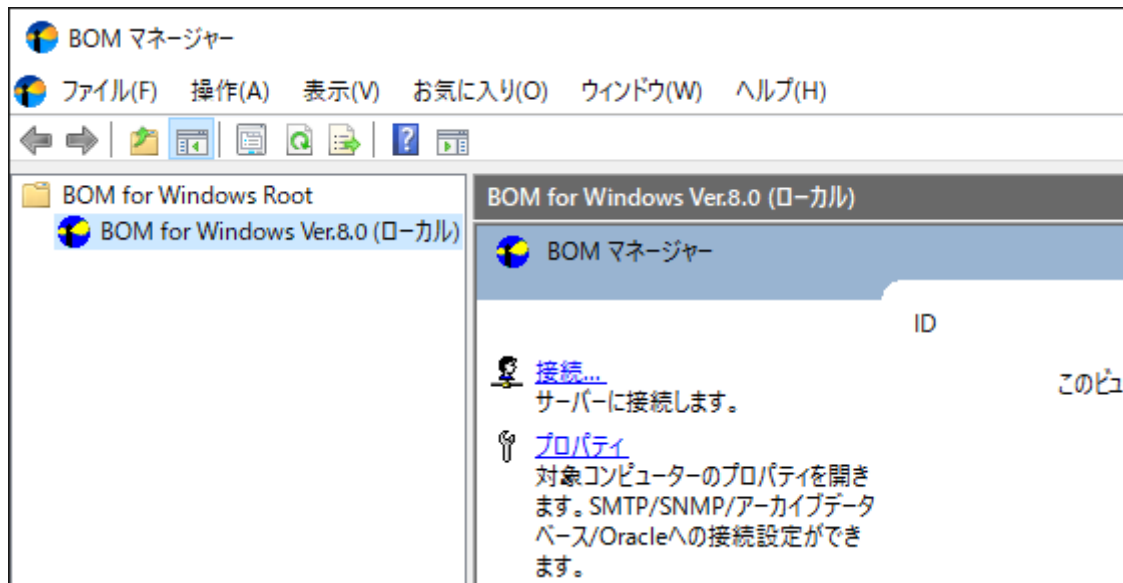 BOM マネージャー
ファイル(F) 操作(A) 表示(V) お気に入り(O) ウィンドウ(W) ヘルプ(H)
BOM for Windows Root
BOM for Windows Ver.8.0 (ローカル)
BOM for Windows Ver.8.0 (ローカル)
BOM マネージャー
ID
接続...
サーバーに接続します。
このビュ
プロパティ
対象コンピューターのプロパティを開き
ます。SMTP/SNMP/アーカイブデータ
ベース/Oracleへの接続設定ができ
ます。